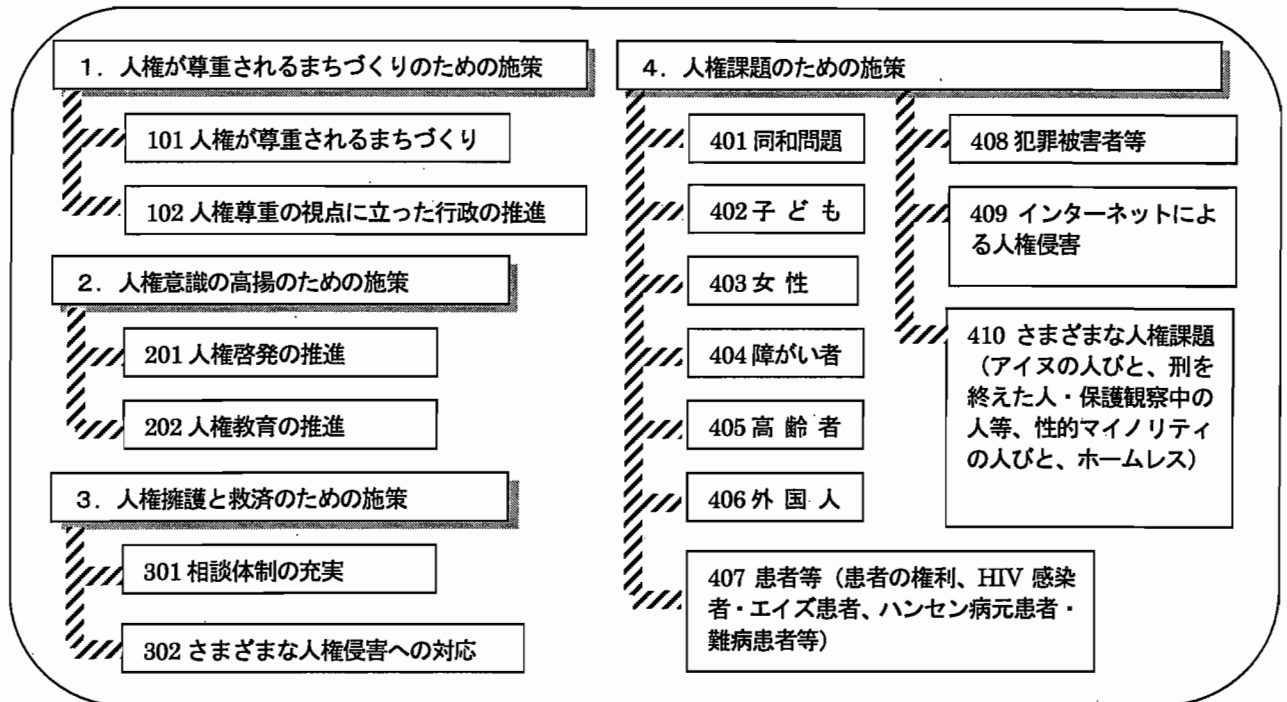 1．人権が尊重されるまちづくりのための施策
101 人権が尊重されるまちづくり
102 人権尊重の視点に立った行政の推進
2．人権意識の高揚のための施策
201 人権啓発の推進
202 人権教育の推進
3．人権擁護と救済のための施策
301 相談体制の充実
302 さまざまな人権侵害への対応
4．人権課題のための施策
401 同和問題
402 子 ど も
403 女 性
404 障がい者
405 高 齢 者
406 外 国 人
407 患者等（患者の権利、HIV 感染
者・エイズ患者、ハンセン病元患者・
難病患者等）
408 犯罪被害者等
409 インターネットによ
る人権侵害
410 さまざまな人権課題
（アイヌの人びと、刑を
終えた人・保護観察中の
人等、性的マイノリティ
の人びと、ホームレス）